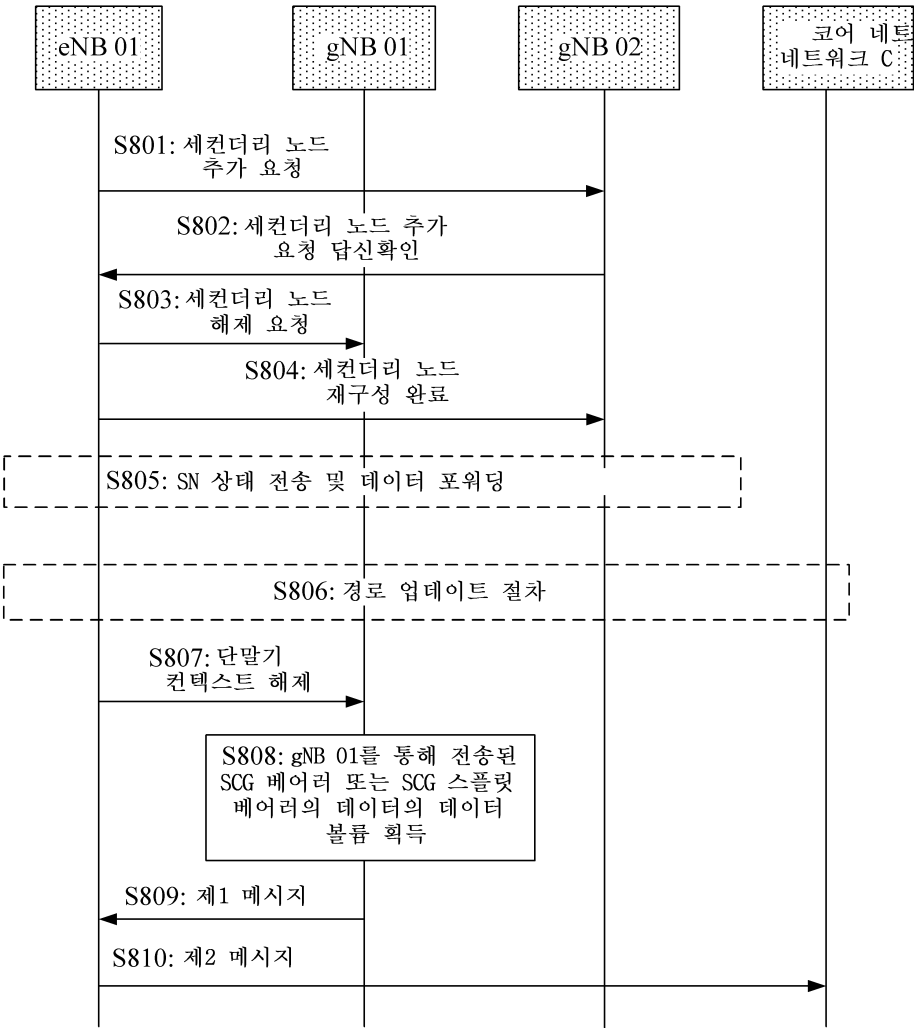 eNB 01
gNB 01
gNB 02
코어 네트
네트워크 C
S801: 세컨더리 노드
추가 요청
S802: 세컨더리 노드 추가
요청 답신확인
S803: 세컨더리 노드
해제 요청
S804: 세컨더리 노드
재구성 완료
S805: SN 상태 전송 및 데이터 포워딩
S806: 경로 업데이트 절차
S807: 단말기
컨텍스트 해제
S808: gNB 01를 통해 전송된
SCG 베어러 또는 SCG 스플릿
베어러의 데이터의 데이터
볼륨 획득
S809: 제1 메시지
S810: 제2 메시지